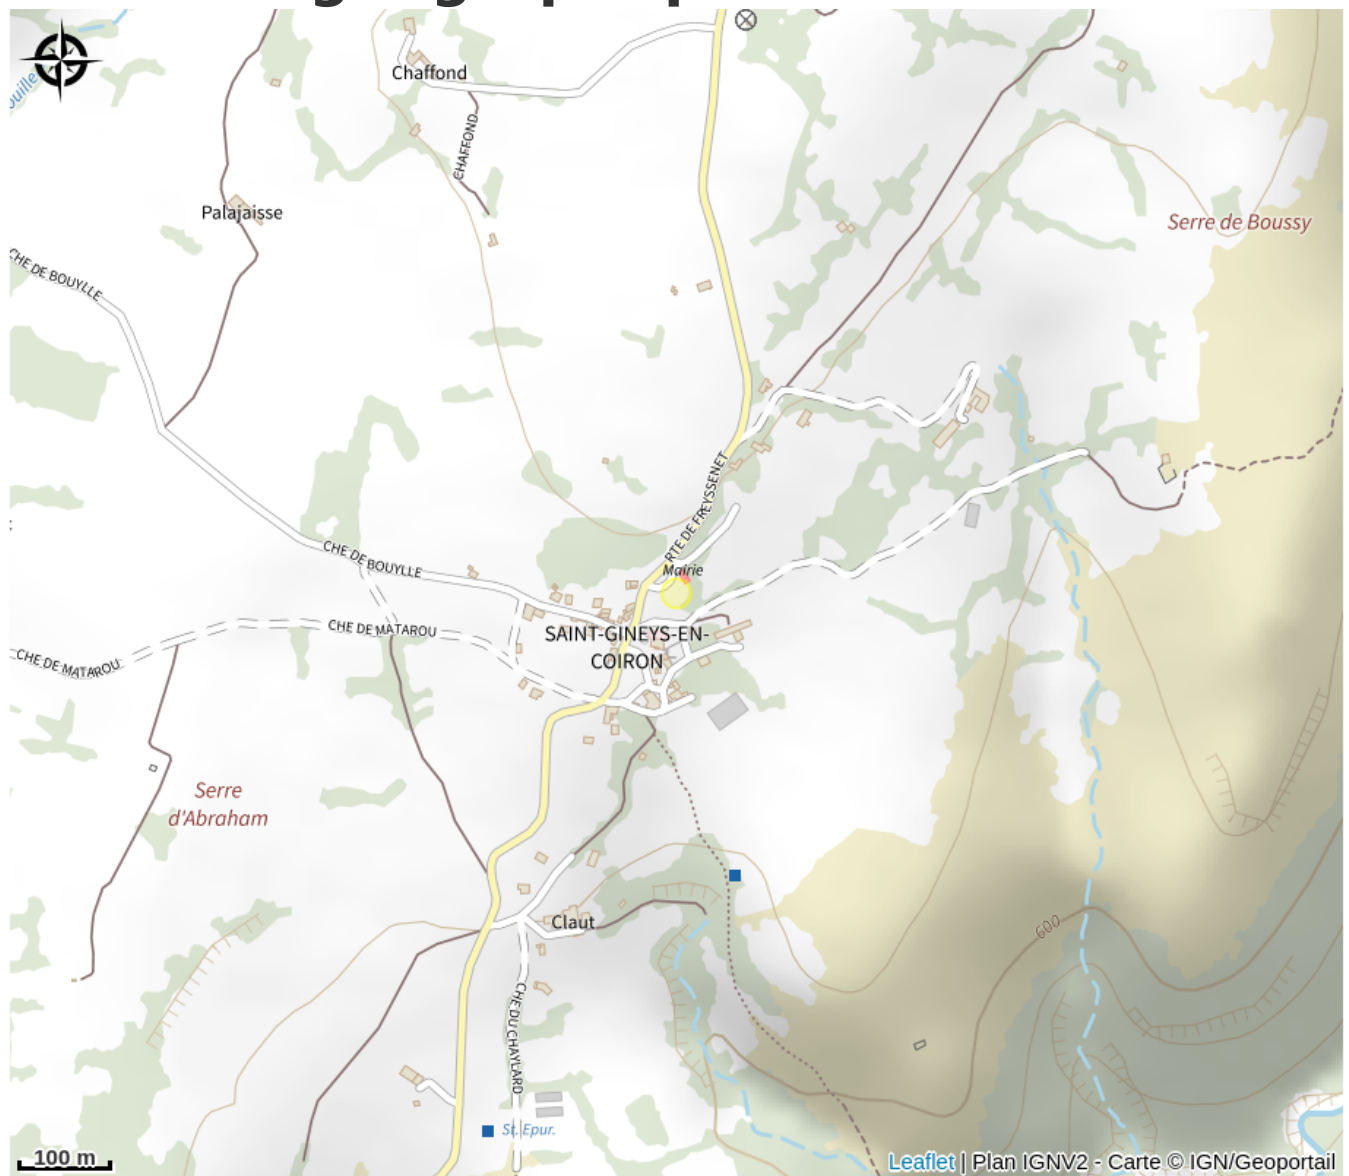 Chaffond
CHAFFOND
ouille
Palajaisse
Serre de Boussy
CHE DE BOUYLLE
RTE DE FREYSSENET
CHE DE BOUYLLE
Mairie
CHE DE MATAROU
SAINT-GINEYS-EN-
COIRON
CHE DE MATAROU
Serre
d'Abraham
Claut
600
CHE DU CHAYLARD
St. Epur.
100 m
Leaflet | Plan IGNV2 - Carte © IGN/Geoportail